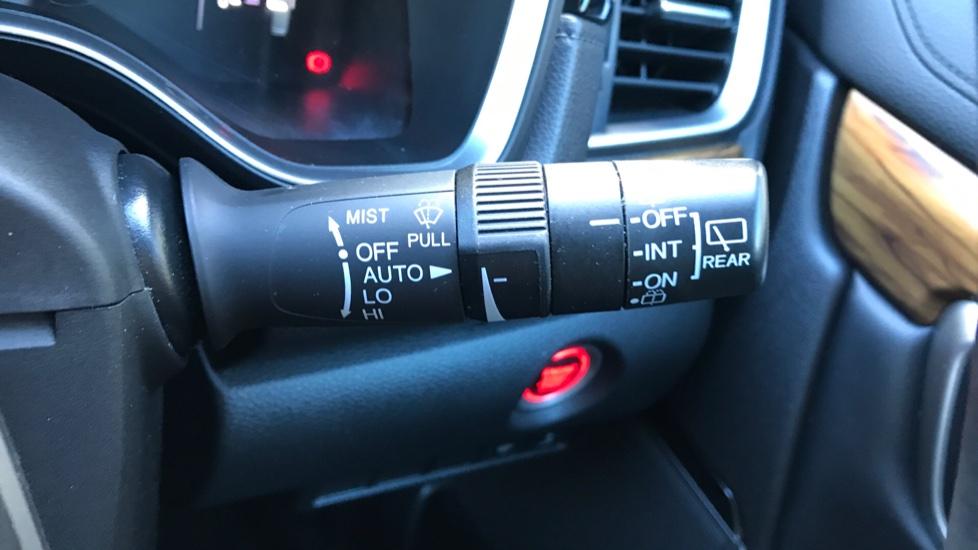 MIST
PULL
OFF
AUTO
LO
HI
OFF
INT
ON
REAR